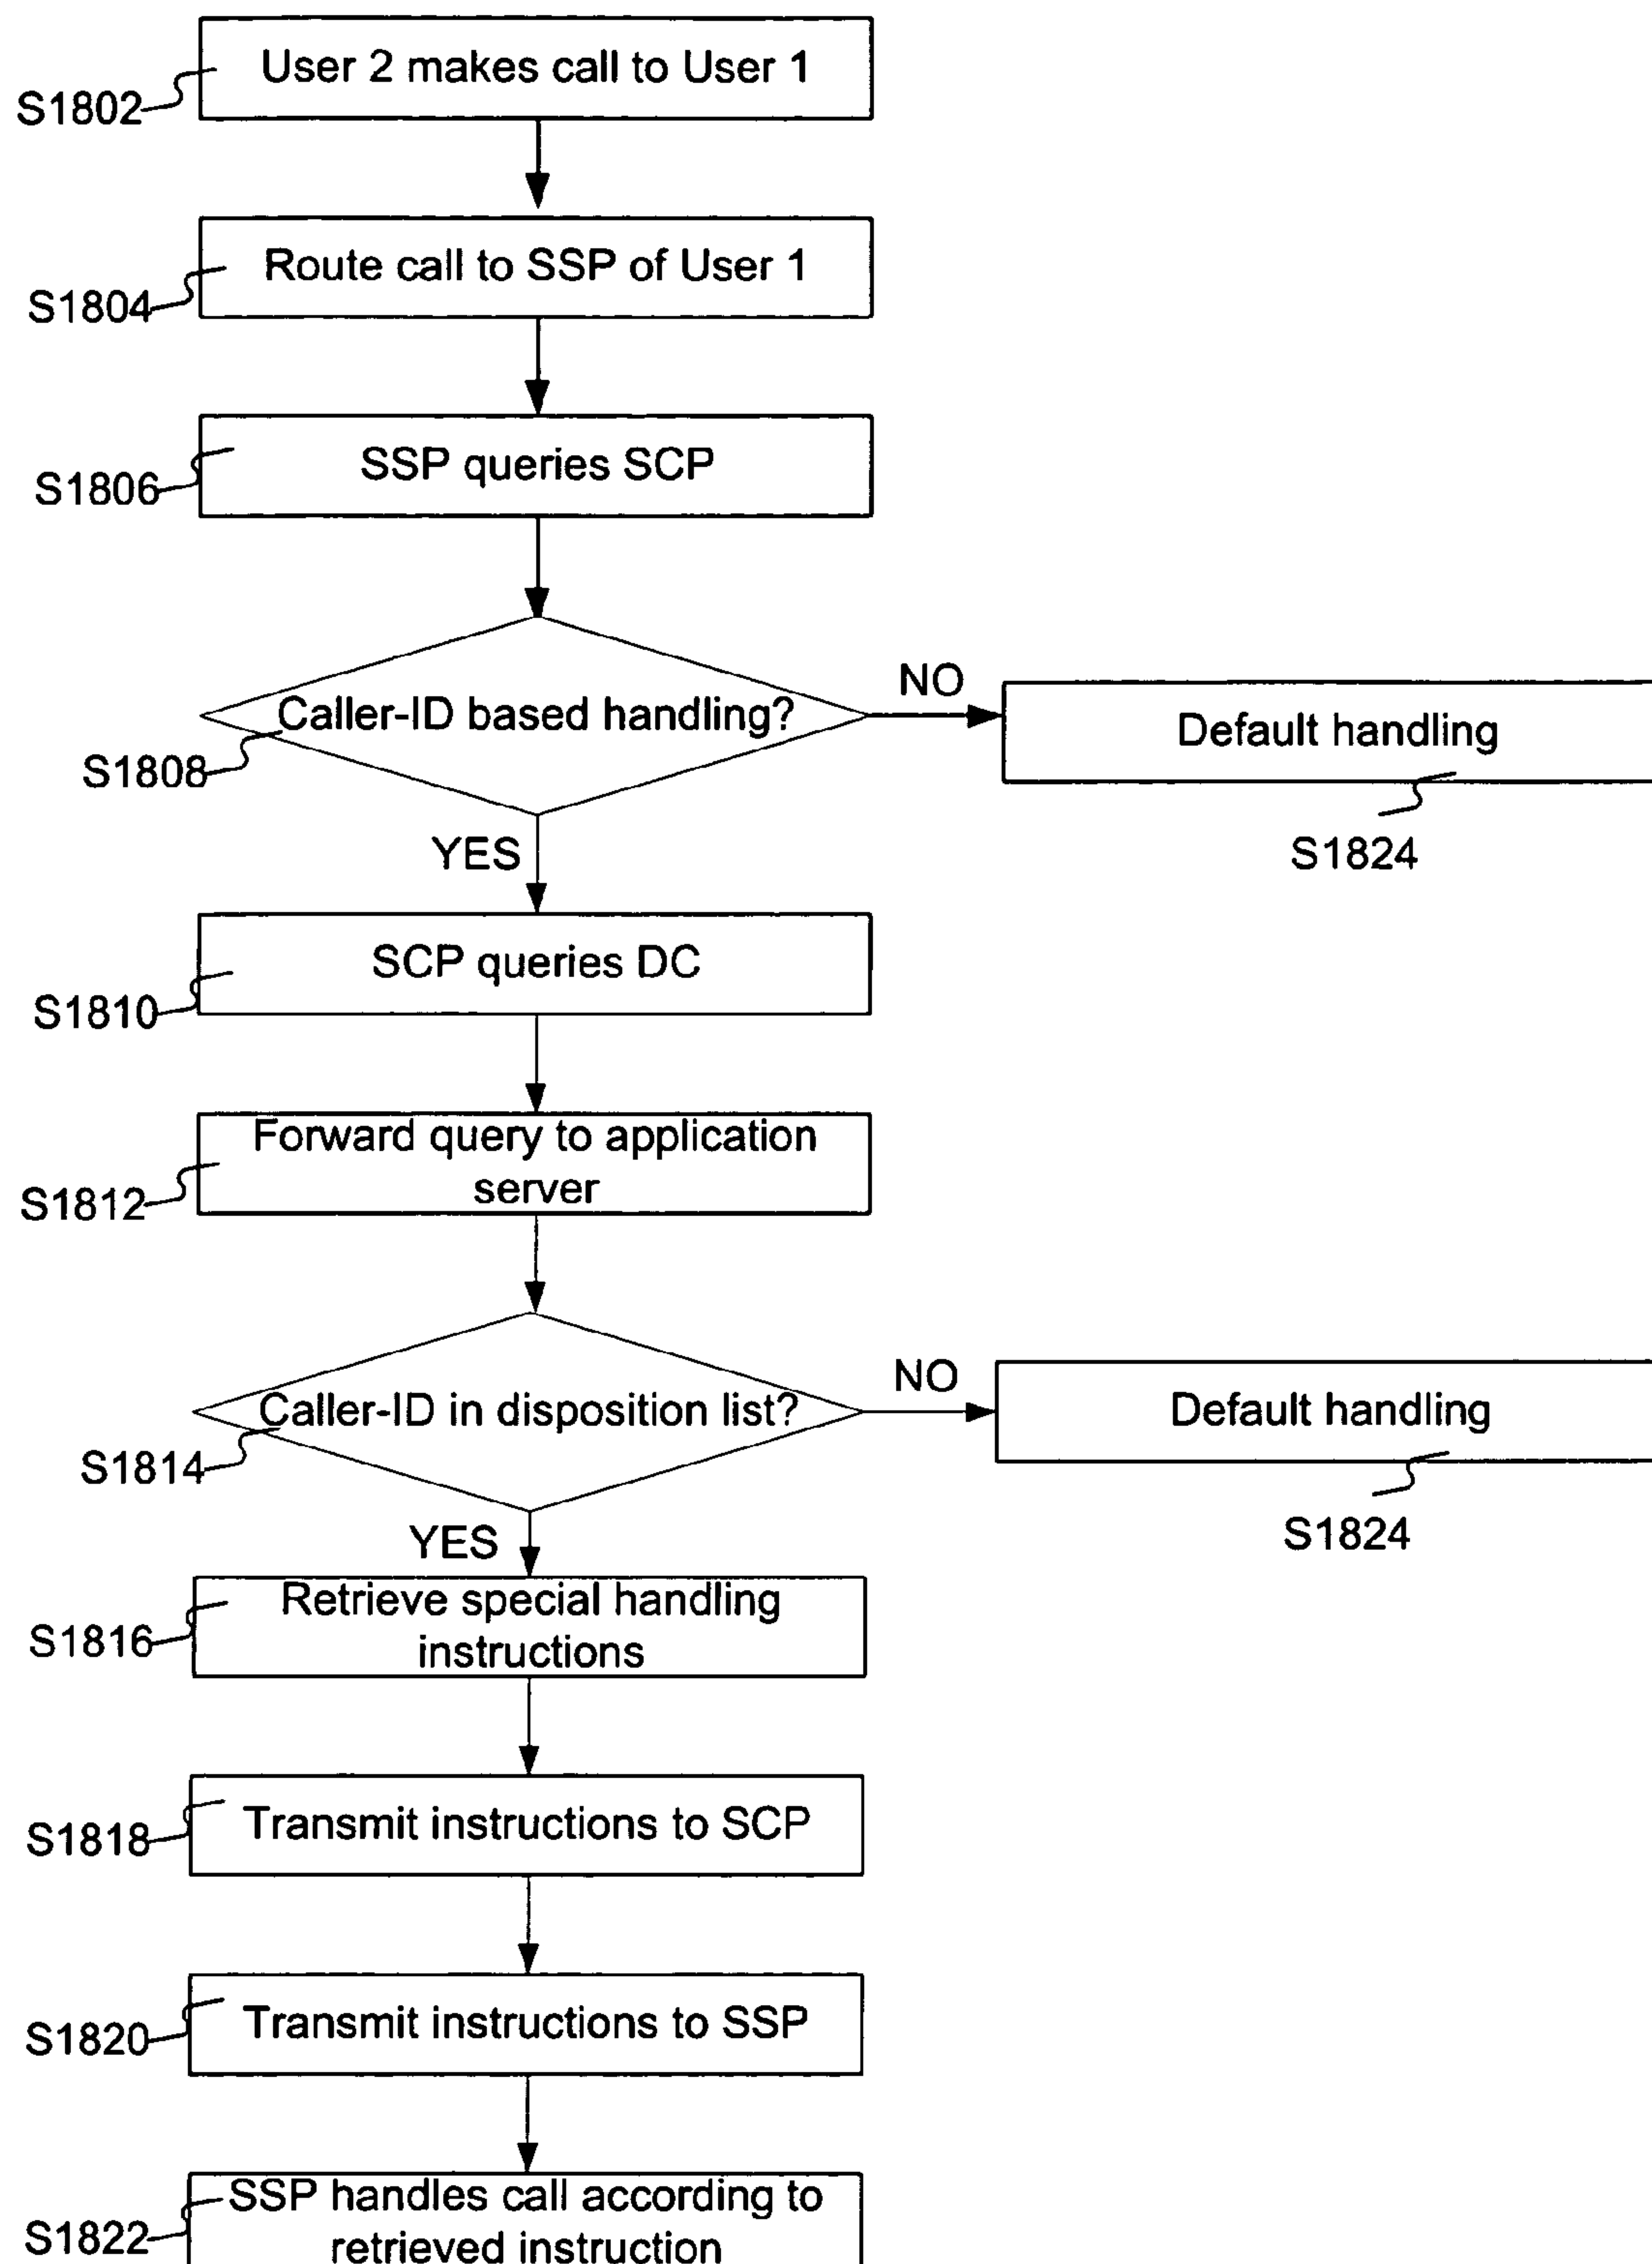 User 2 makes call to User 1
S1802
Route call to SSP of User 1
S1804
SSP queries SCP
S1806
Caller-ID based handling?
S1808
NO
Default handling
S1824
YES
SCP queries DC
S1810
Forward query to application
server
S1812
Caller-ID in disposition list?
S1814
NO
Default handling
S1824
YES
Retrieve special handling
instructions
S1816
Transmit instructions to SCP
S1818
Transmit instructions to SSP
S1820
SSP handles call according to
retrieved instruction
S1822